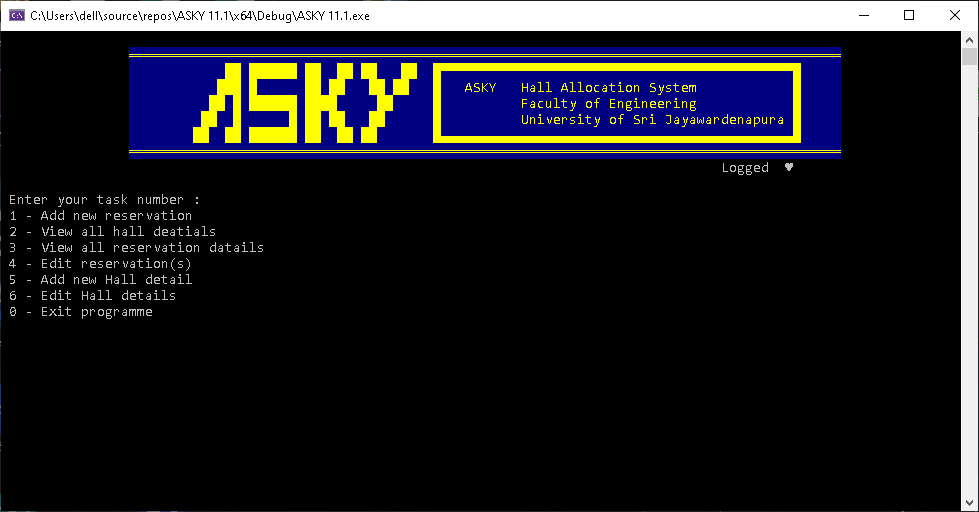 C:\Users\dell\source\repos\ASKY 11.1\x64\Debug\ASKY 11.1.exe
ASKY
ASKY Hall Allocation System
Faculty of Engineering
University of Sri Jayawardenapura
Logged ♥
Enter your task number :
1 - Add new reservation
2 - View all hall deatials
3 - View all reservation datails
4 - Edit reservation(s)
5 - Add new Hall detail
6 - Edit Hall details
0 - Exit programme